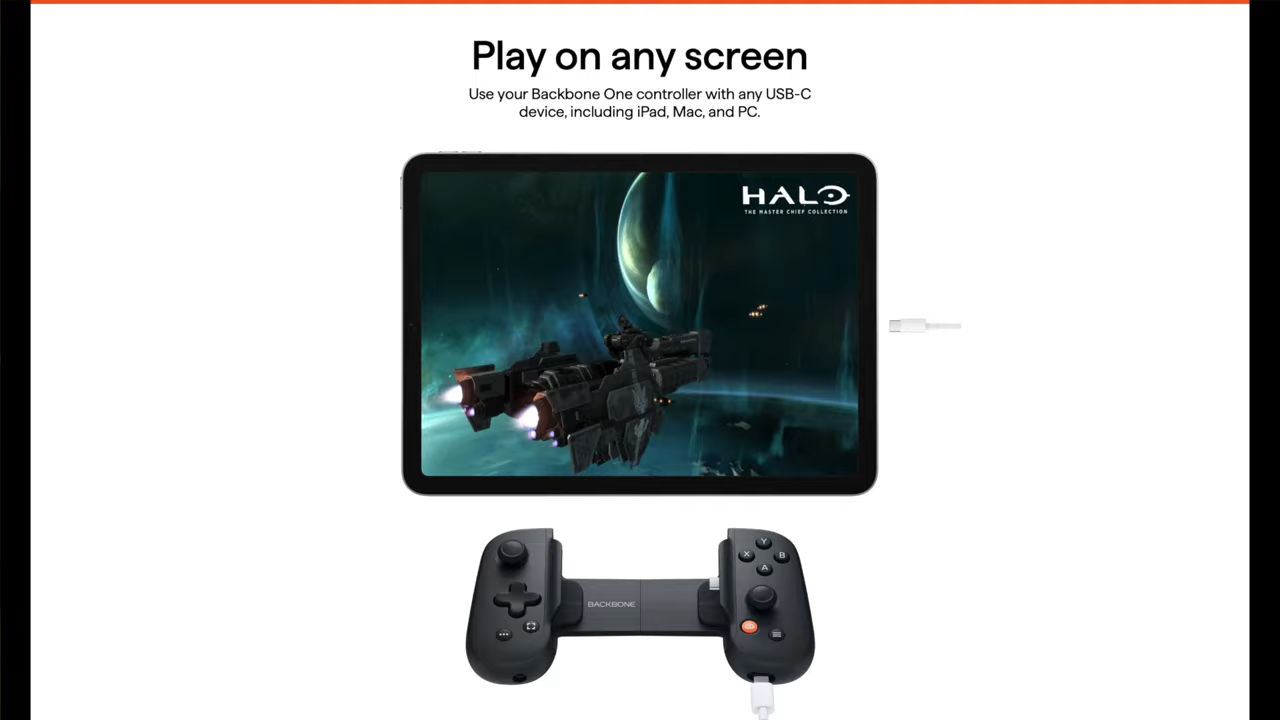 Play on any screen
Use your Backbone One controller with any USB-C
device, including iPad, Mac, and PC.
HALO
THE MASTER CHIEF COLLECTION
Y
X B
A
BACKBONE